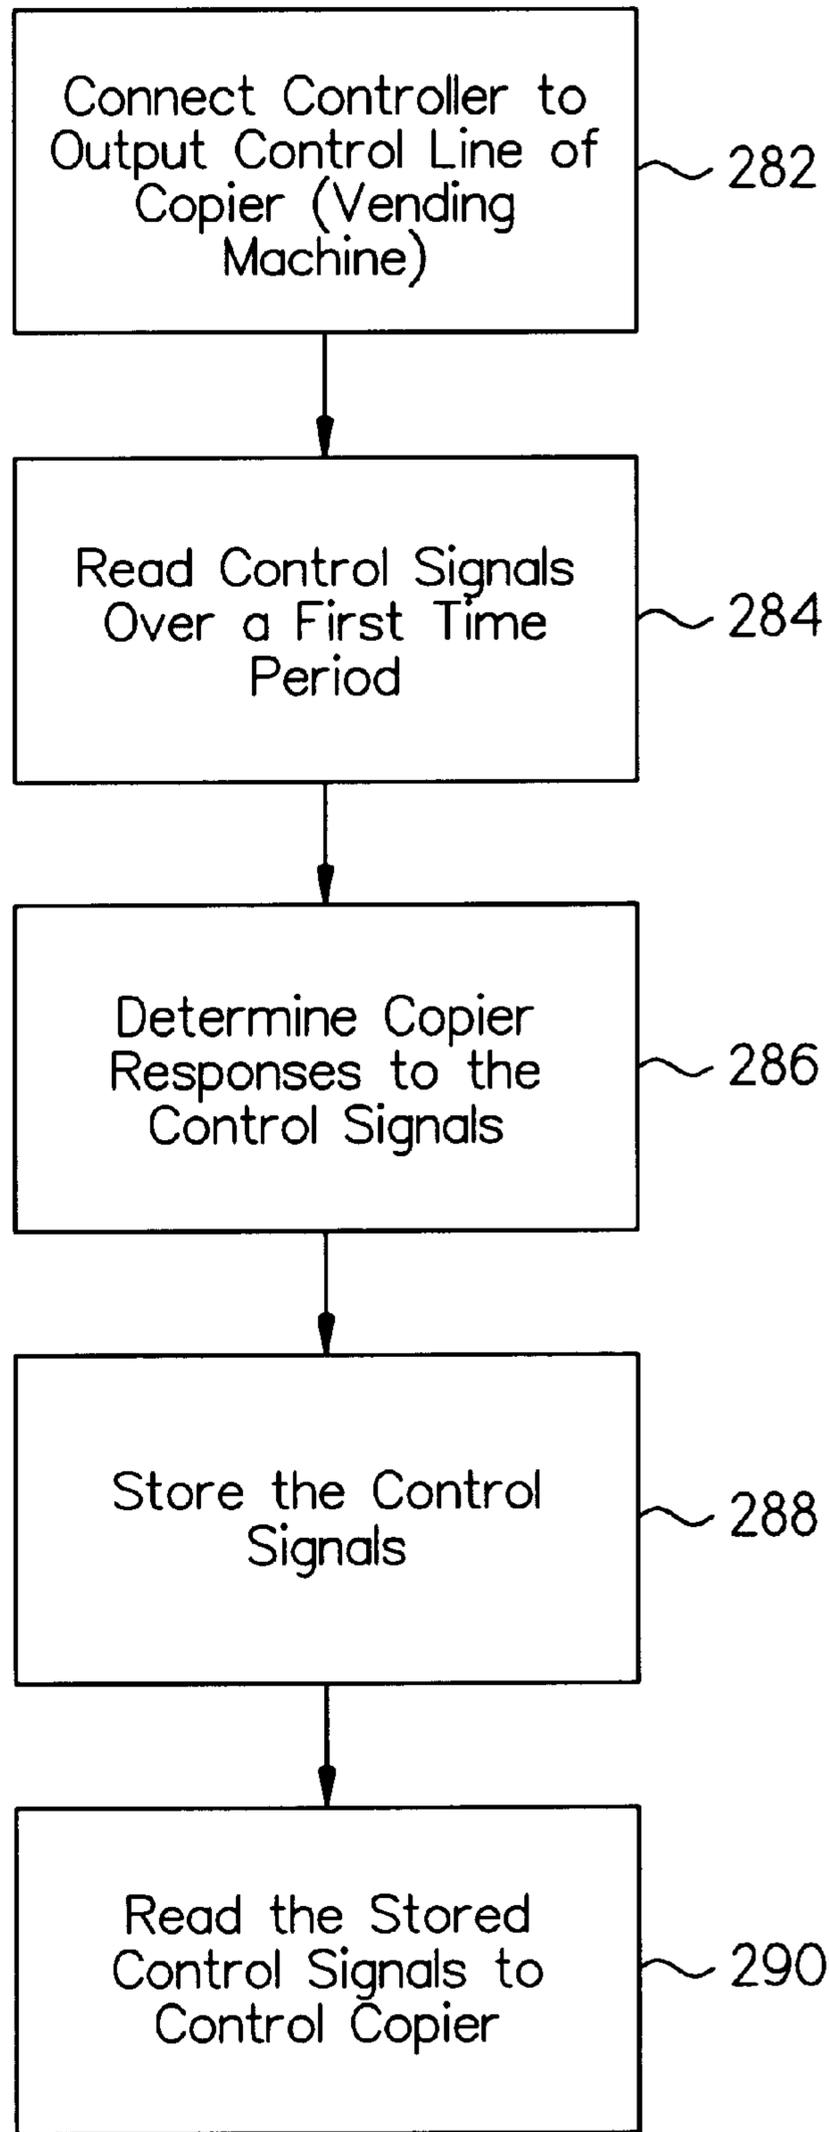 Connect Controller to
Output Control Line of
Copier (Vending
Machine)
282
Read Control Signals
Over a First Time
Period
284
Determine Copier
Responses to the
Control Signals
286
Store the Control
Signals
288
Read the Stored
Control Signals to
Control Copier
290